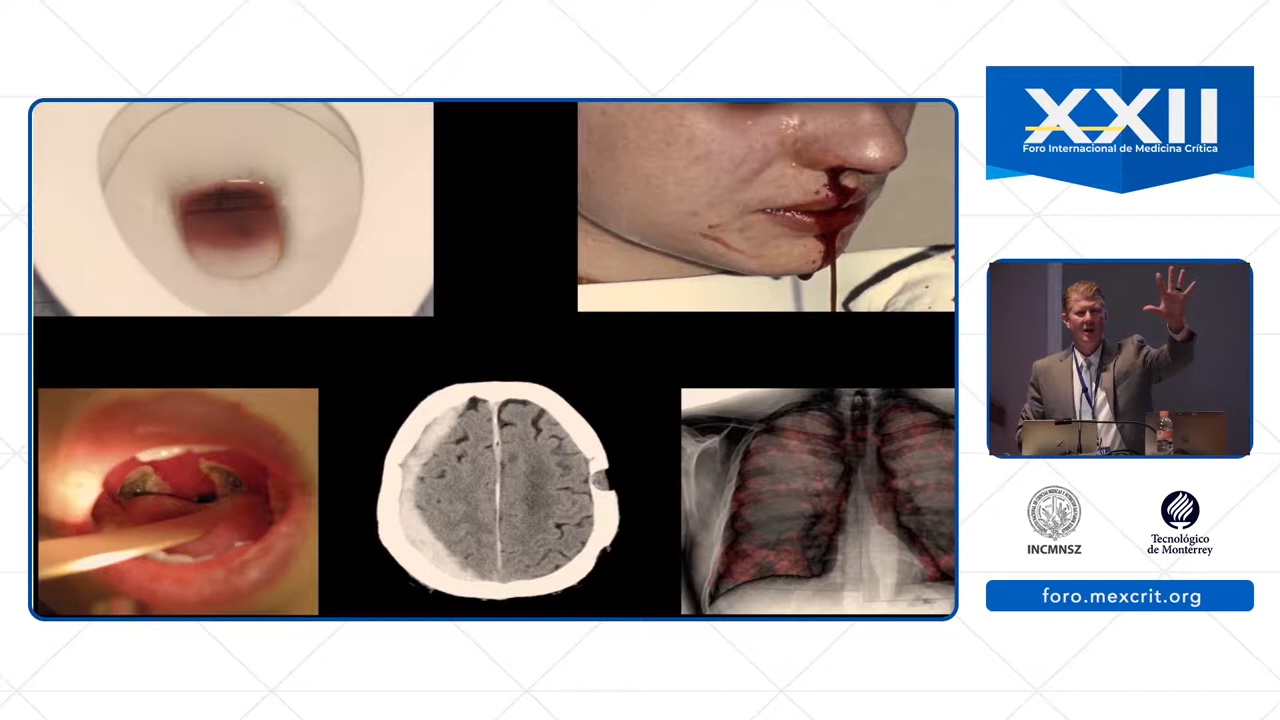 XXII
Foro Internacional de Medicina Crítica
INCMNSZ
Tecnológico
de Monterrey
foro.mexcrit.org